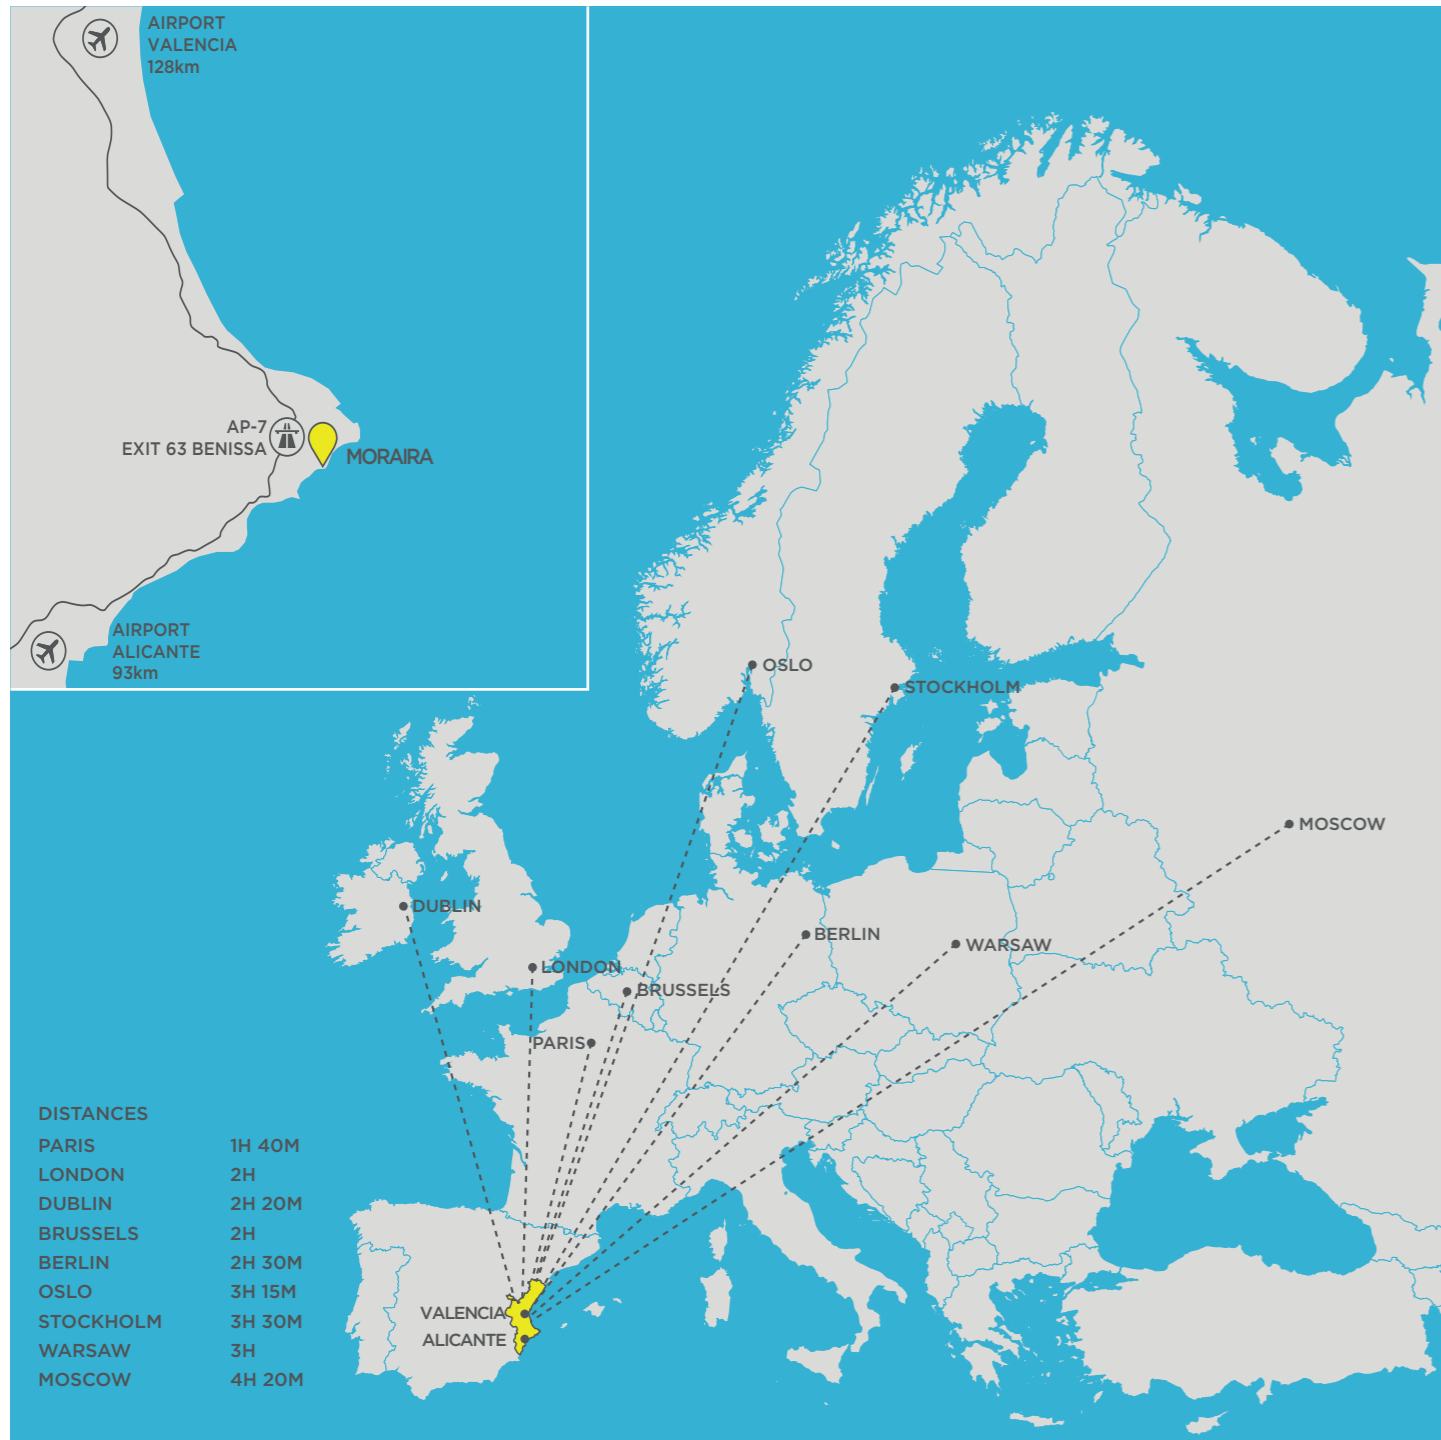 AIRPORT
VALENCIA
128km
AP-7
EXIT 63 BENISSA
MORAIRA
AIRPORT
ALICANTE
93km
OSLO
STOCKHOLM
MOSCOW
DUBLIN
BERLIN
WARSAW
LONDON
BRUSSELS
PARIS
VALENCIA
ALICANTE
DISTANCES
PARIS 1H 40M
LONDON 2H
DUBLIN 2H 20M
BRUSSELS 2H
BERLIN 2H 30M
OSLO 3H 15M
STOCKHOLM 3H 30M
WARSAW 3H
MOSCOW 4H 20M